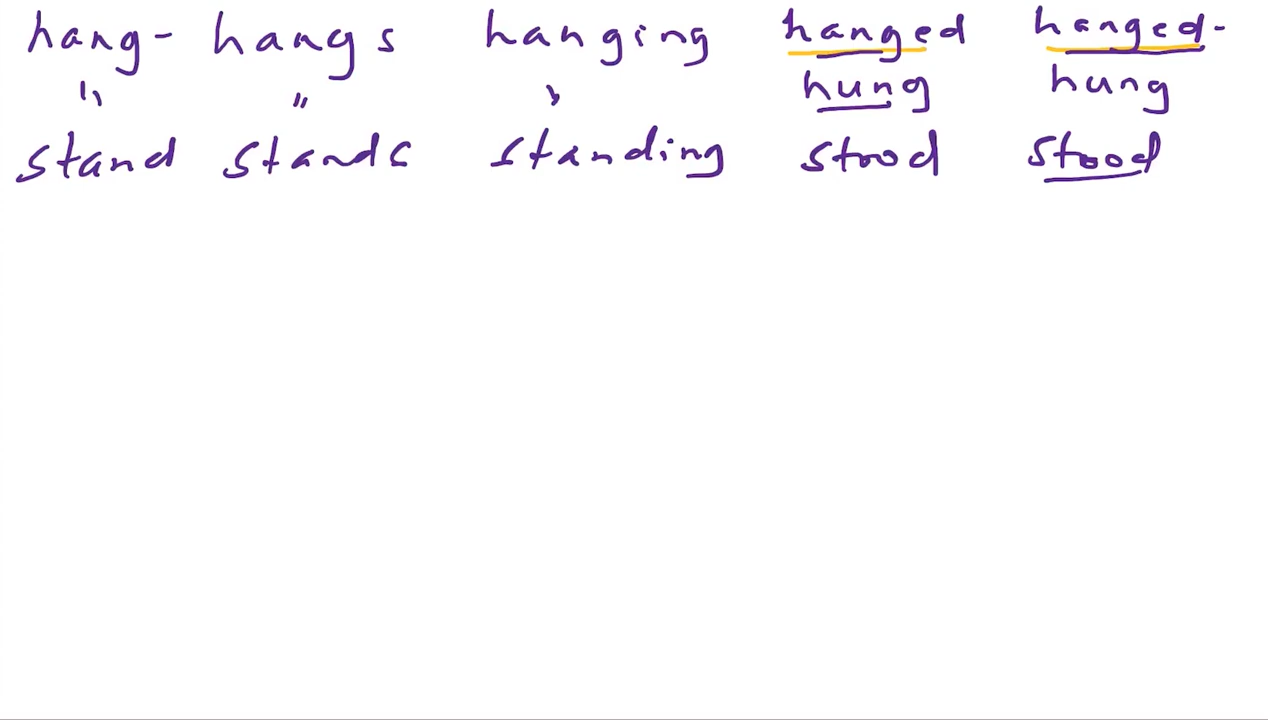 hang - hangs hanging hanged hanged -
" " " hung hung
stand stands standing stood stood